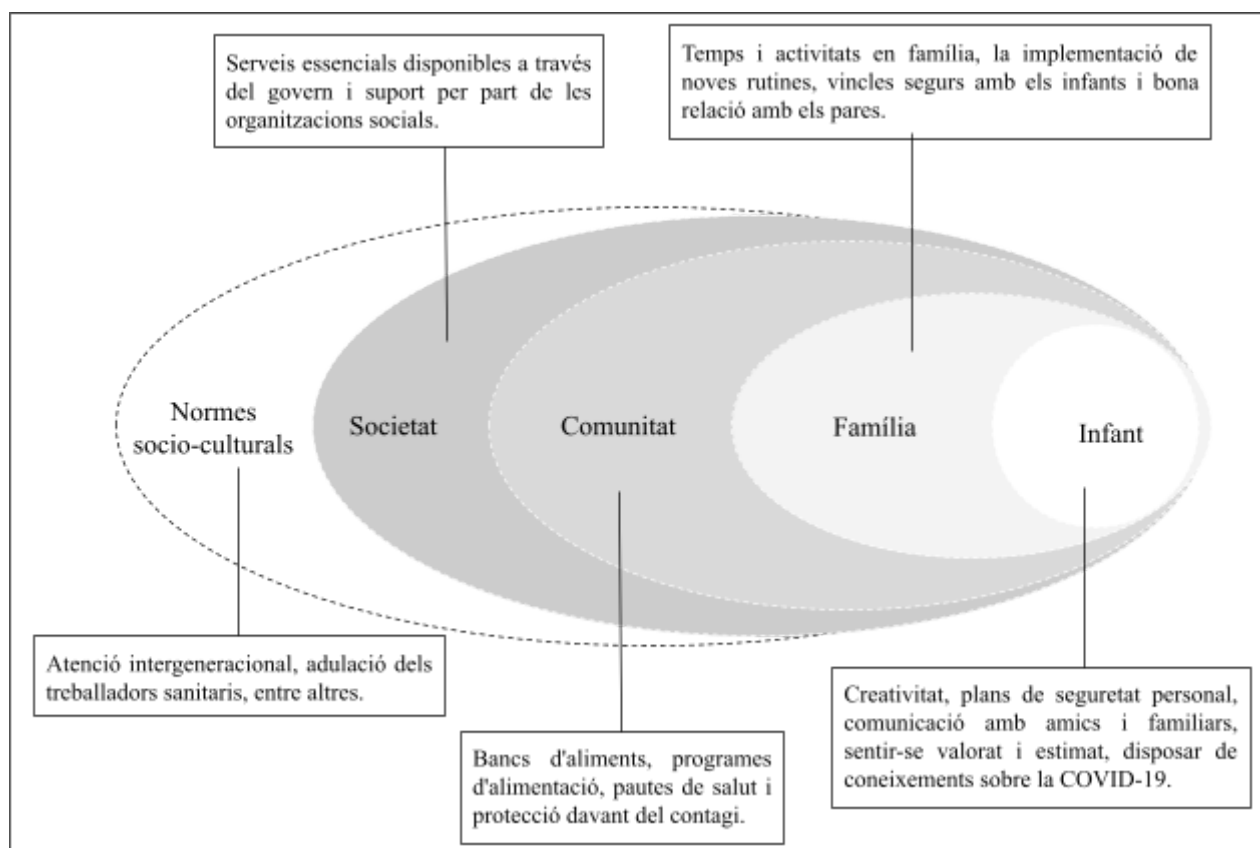 Serveis essencials disponibles a través
del govern i suport per part de les
organitzacions socials.
Temps i activitats en família, la implementació de
noves rutines, vincles segurs amb els infants i bona
relació amb els pares.
Normes
socio-culturals
Societat
Comunitat
Família
Infant
Atenció intergeneracional, adulació dels
treballadors sanitaris, entre altres.
Bancs d'aliments, programes
d'alimentació, pautes de salut i
protecció davant del contagi.
Creativitat, plans de seguretat personal,
comunicació amb amics i familiars,
sentir-se valorat i estimat, disposar de
coneixements sobre la COVID-19.